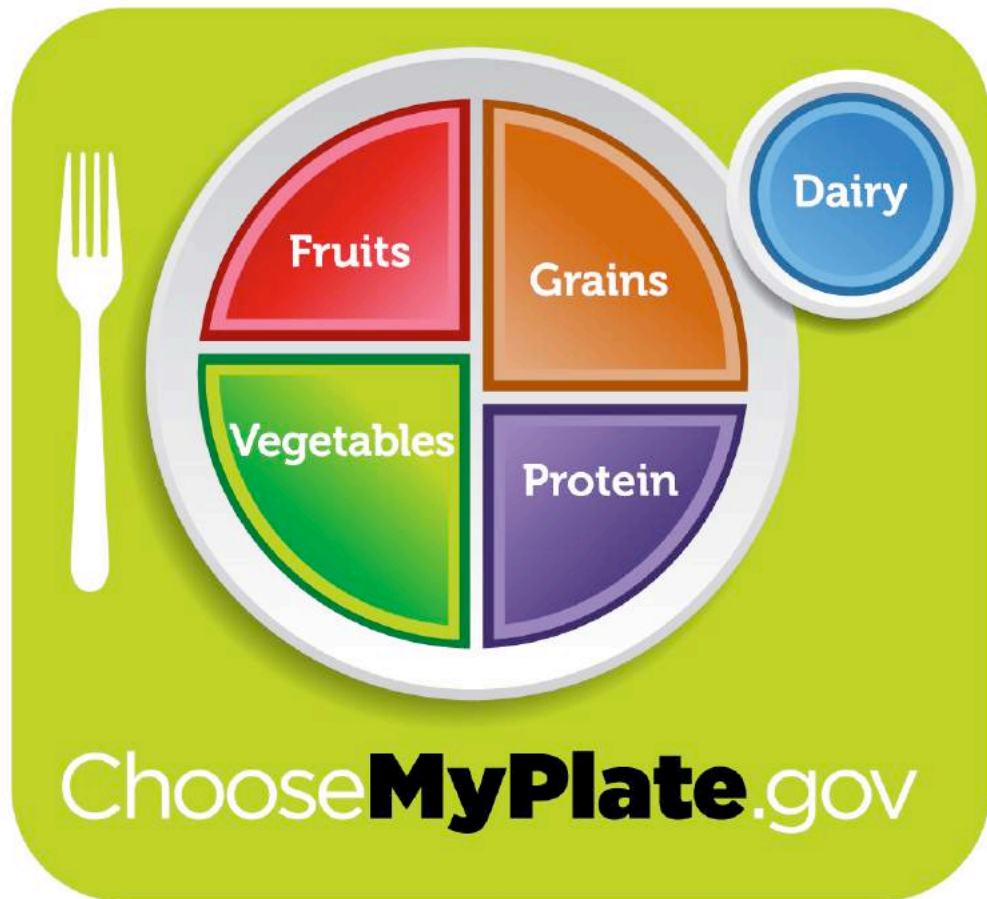 Dairy
Fruits
Grains
Vegetables
Protein
ChooseMyPlate.gov